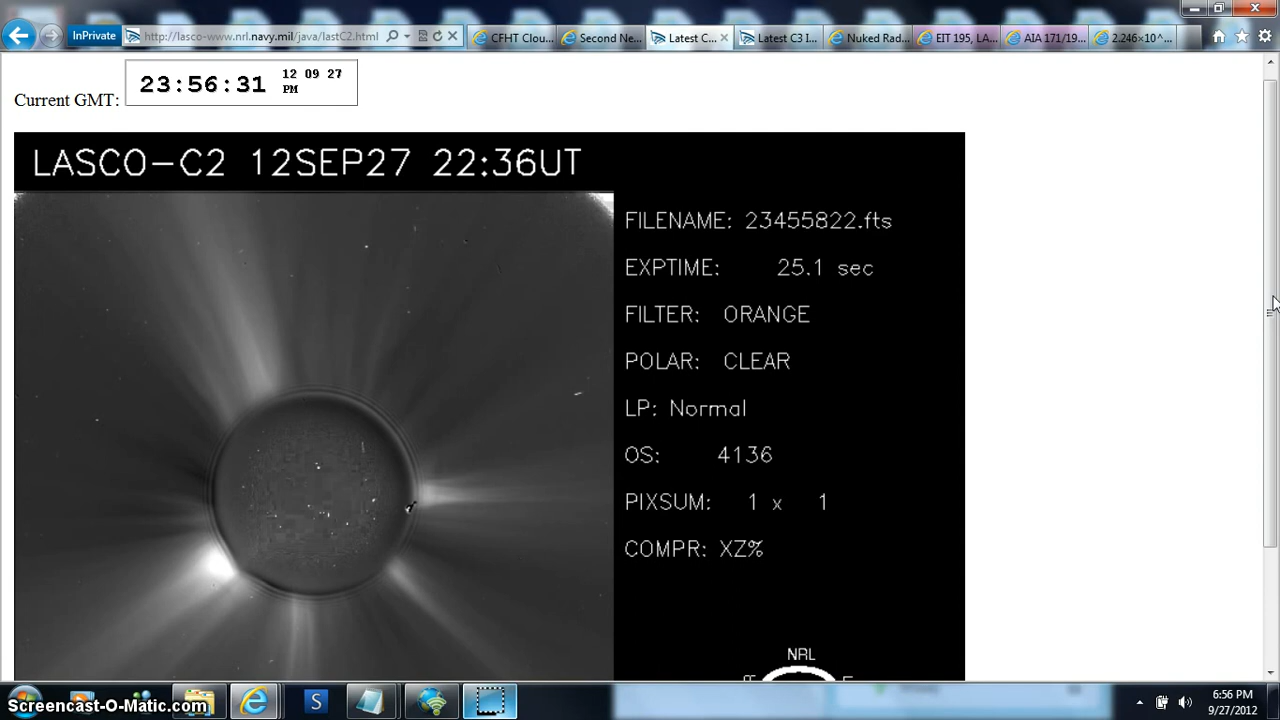 InPrivate
http://lasco-www.nrl.navy.mil/java/lastC2.html
CFHT Clou...
Second Ne...
Latest C...
Latest C3 I...
Nuked Rad...
EIT 195, LA...
AIA 171/19...
2.246×10^...
Current GMT:
23:56:31
12 09 27
PM
LASCO-C2 12SEP27 22:36UT
FILENAME: 23455822.fts
EXPTIME: 25.1 sec
FILTER: ORANGE
POLAR: CLEAR
LP: Normal
OS: 4136
PIXSUM: 1 x 1
COMPR: XZ%
NRL
S
6:56 PM
9/27/2012
Screencast-O-Matic.com